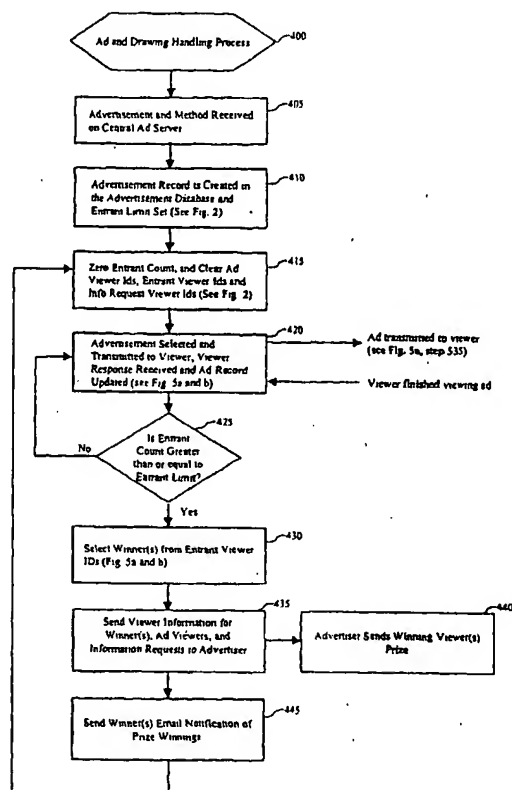 Ad and Drawing Handling Process
400
405
Advertisement and Method Received
on Central Ad Server
410
Advertisement Record is Created in
the Advertisement Database and
Entrant Limit Set (See Fig. 2)
415
Zero Entrant Count, and Clear Ad
Viewer Ids, Entrant Viewer Ids and
Info Request Viewer Ids (See Fig 2)
420
Advertisement Selected and
Transmitted to Viewer, Viewer
Response Received and Ad Record
Updated (see Fig. 5a and b)
Ad transmitted to viewer
(see Fig. 5a, step 535)
Viewer finished viewing ad
425
No
Is Entrant
Count Greater
than or equal to
Entrant Limit?
Yes
430
Select Winner(s) from Entrant Viewer
IDs (Fig. 5a and b)
435
Send Viewer Information for
Winner(s), Ad Viewers, and
Information Requests to Advertiser
440
Advertiser Sends Winning Viewer(s)
Prize
445
Send Winner(s) Email Notification of
Prize Winnings